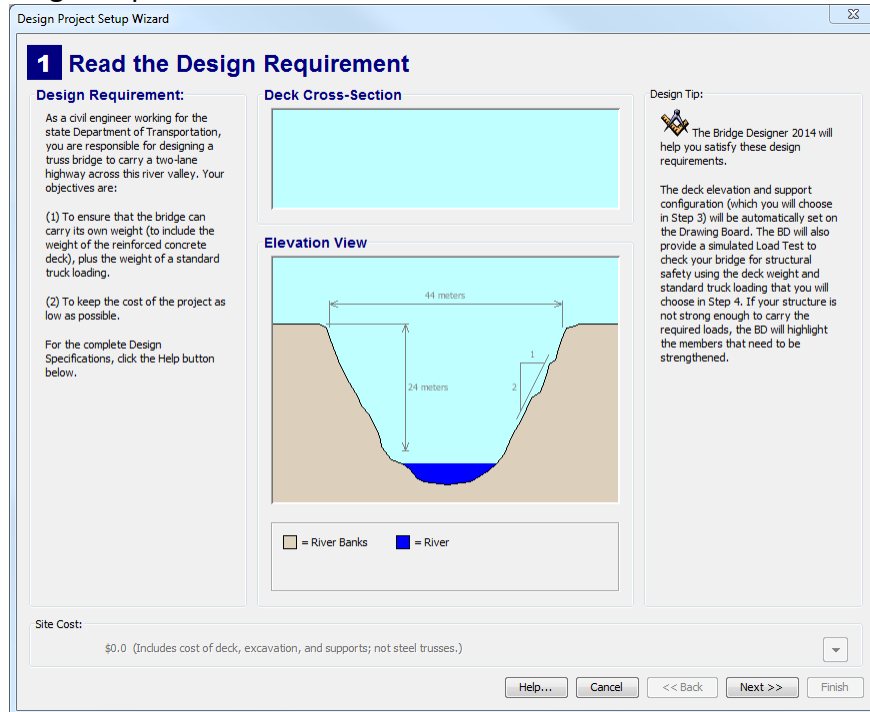 Design Project Setup Wizard
1 Read the Design Requirement
Design Requirement:
As a civil engineer working for the
state Department of Transportation,
you are responsible for designing a
truss bridge to carry a two-lane
highway across this river valley. Your
objectives are:
(1) To ensure that the bridge can
carry its own weight (to include the
weight of the reinforced concrete
deck), plus the weight of a standard
truck loading.
(2) To keep the cost of the project as
low as possible.
For the complete Design
Specifications, click the Help button
below.
Deck Cross-Section
Elevation View
44 meters
24 meters
1
2
= River Banks
= River
Design Tip:
The Bridge Designer 2014 will
help you satisfy these design
requirements.
The deck elevation and support
configuration (which you will choose
in Step 3) will be automatically set on
the Drawing Board. The BD will also
provide a simulated Load Test to
check your bridge for structural
safety using the deck weight and
standard truck loading that you will
choose in Step 4. If your structure is
not strong enough to carry the
required loads, the BD will highlight
the members that need to be
strengthened.
Site Cost:
$0.0 (Includes cost of deck, excavation, and supports; not steel trusses.)
Help... Cancel << Back Next >> Finish